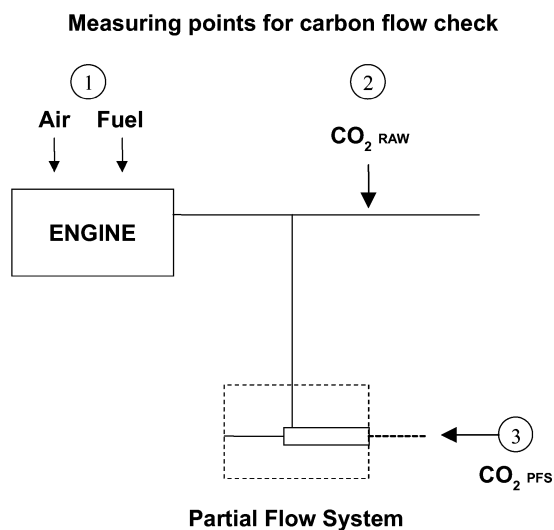 Measuring points for carbon flow check
1
2
Air Fuel
CO2 RAW
ENGINE
3
CO2 PFS
Partial Flow System